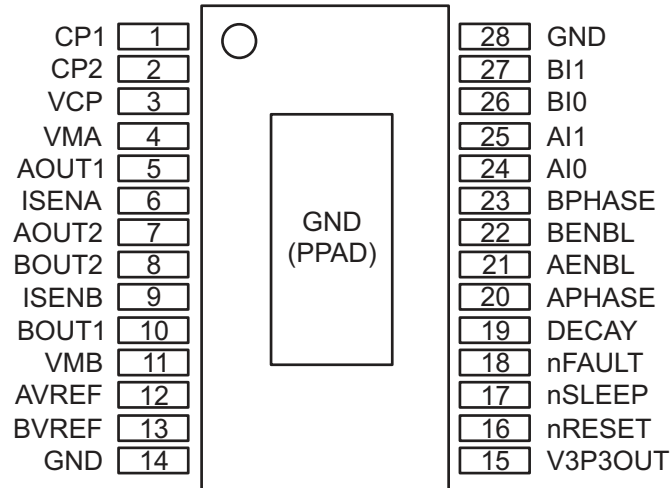 CP1 1 28 GND
CP2 2 27 BI1
VCP 3 26 BI0
VMA 4 25 AI1
AOUT1 5 24 AI0
ISENA 6 23 BPHASE
AOUT2 7 22 BENBL
BOUT2 8 21 AENBL
ISENB 9 20 APHASE
BOUT1 10 19 DECAY
VMB 11 18 nFAULT
AVREF 12 17 nSLEEP
BVREF 13 16 nRESET
GND 14 15 V3P3OUT
GND
(PPAD)